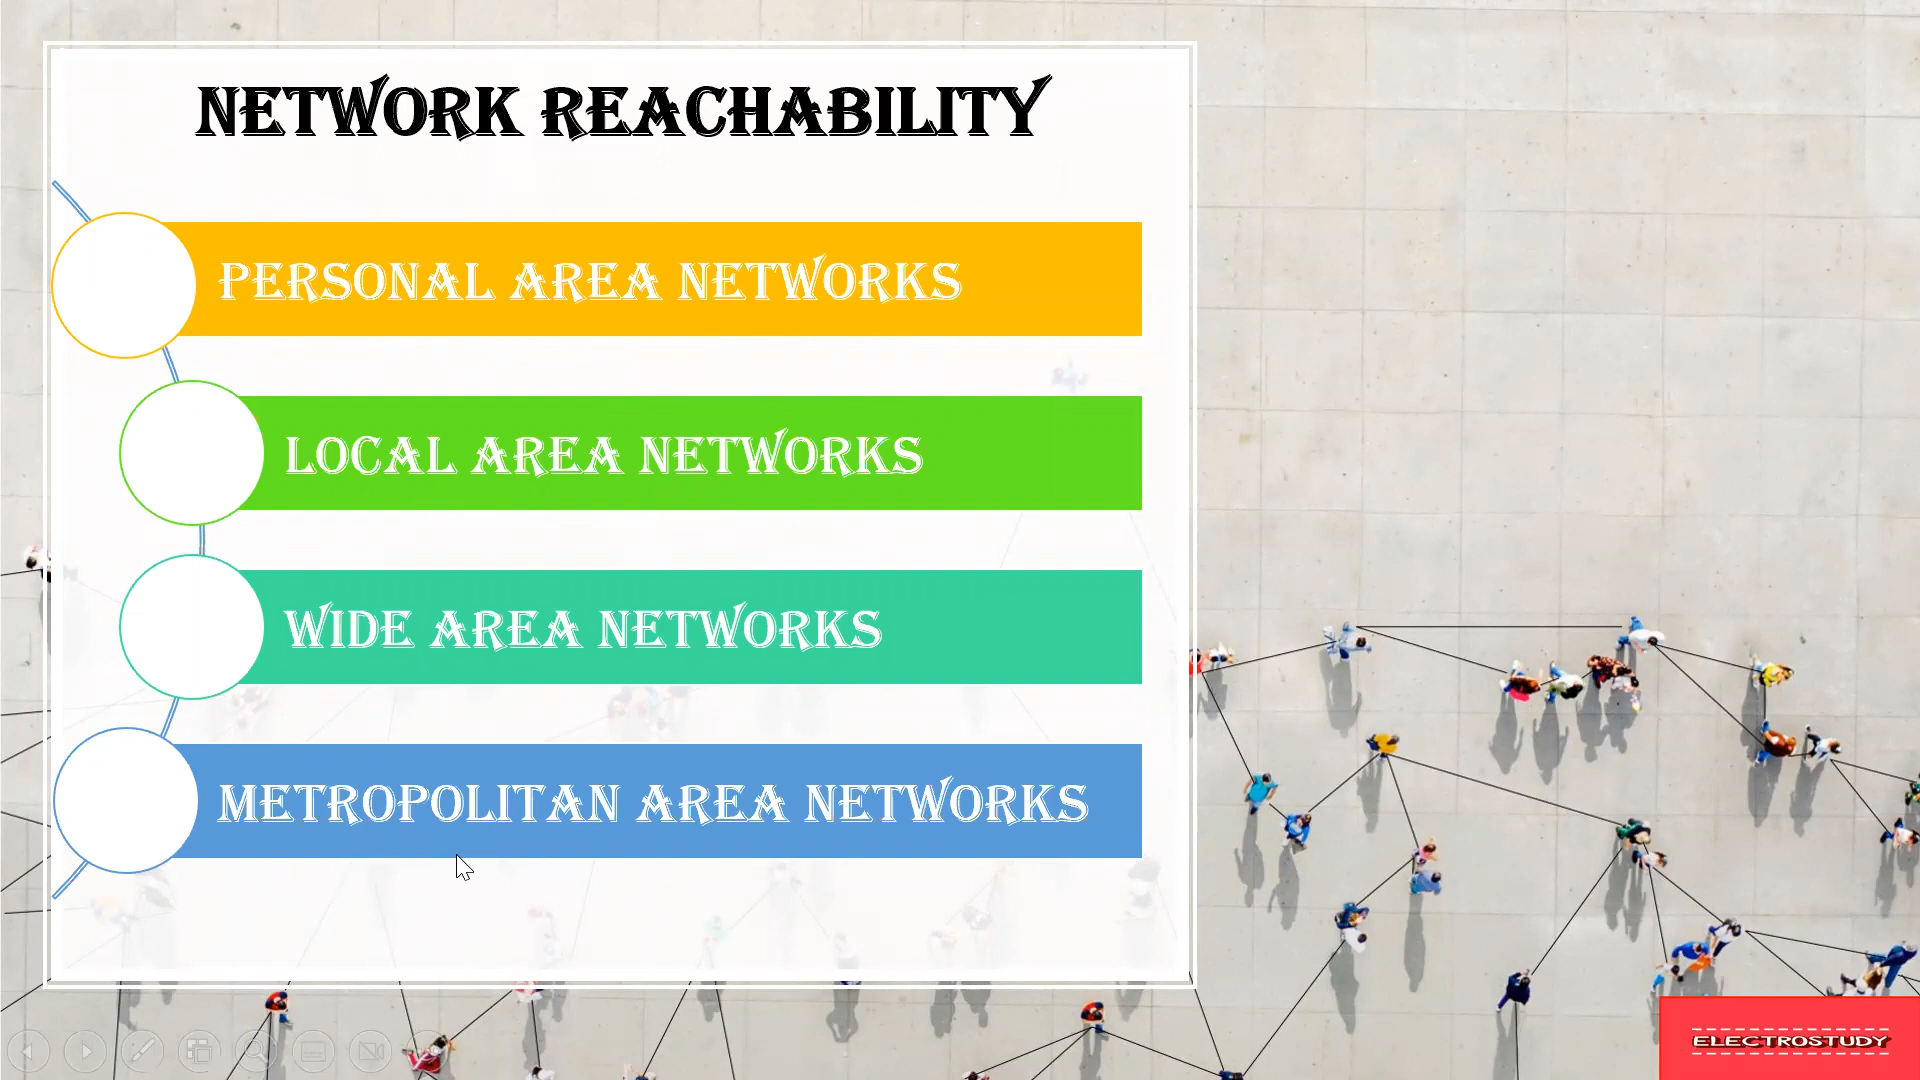 NETWORK REACHABILITY
PERSONAL AREA NETWORKS
LOCAL AREA NETWORKS
WIDE AREA NETWORKS
METROPOLITAN AREA NETWORKS
ELECTROSTUDY